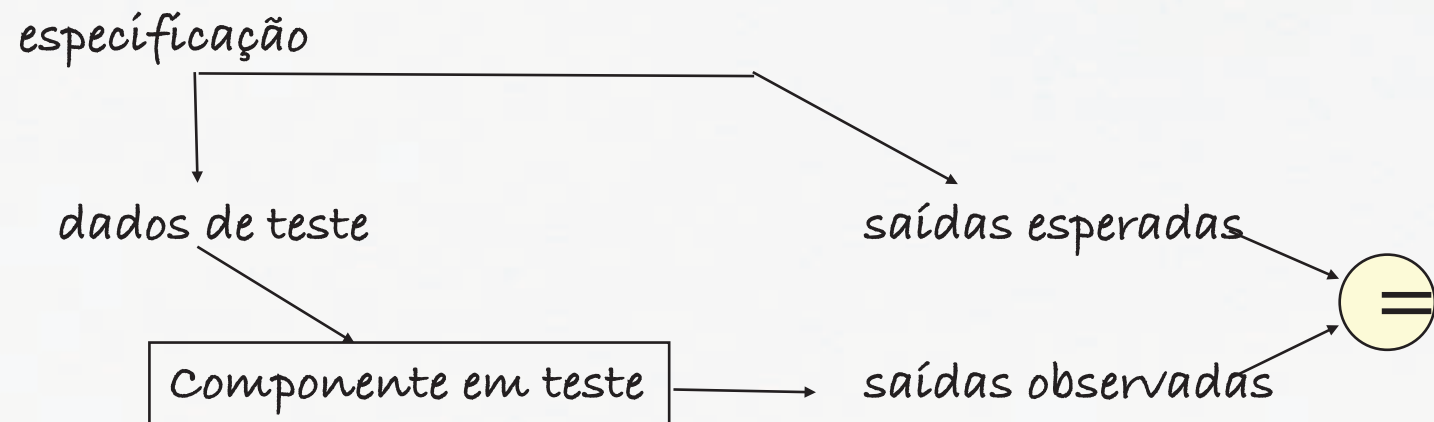 especificação
dados de teste
saídas esperadas
=
Componente em teste
saídas observadas